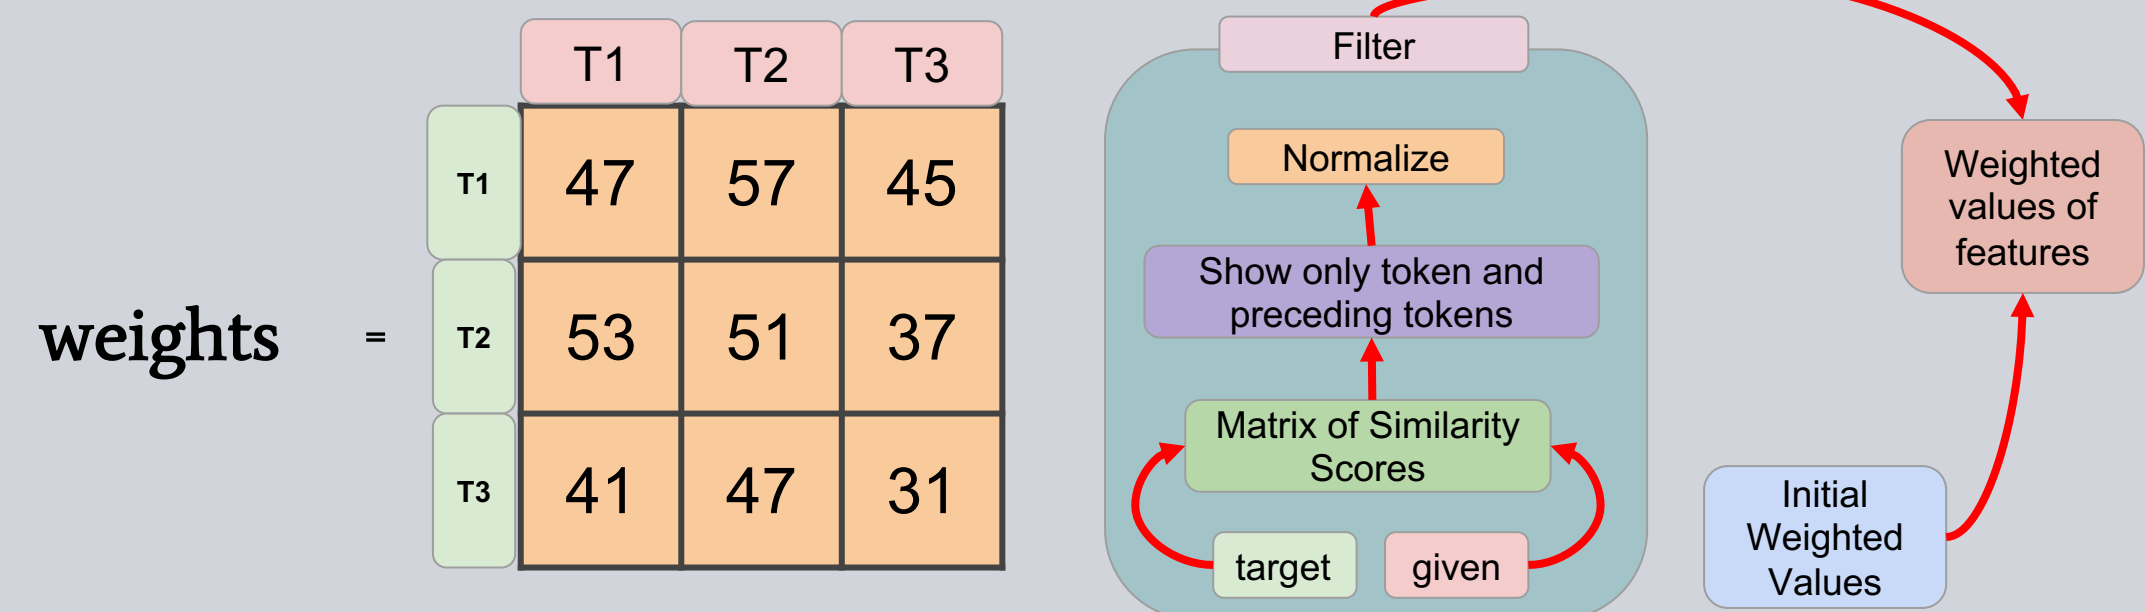 T1 T2 T3
T1 47 57 45
weights = T2 53 51 37
T3 41 47 31
Filter
Normalize
Show only token and
preceding tokens
Matrix of Similarity
Scores
target given
Weighted
values of
features
Initial
Weighted
Values